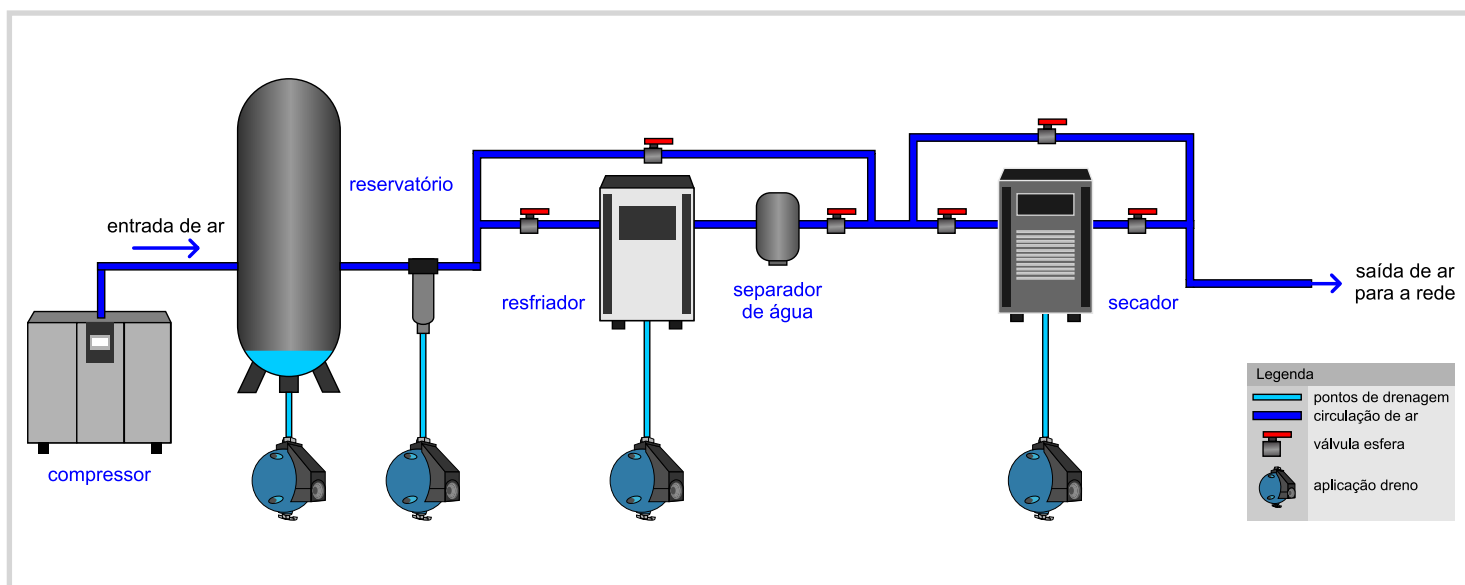 reservatório
entrada de ar
compressor
resfriador
separador
de água
secador
saída de ar
para a rede
Legenda
pontos de drenagem
circulação de ar
válvula esfera
aplicação dreno